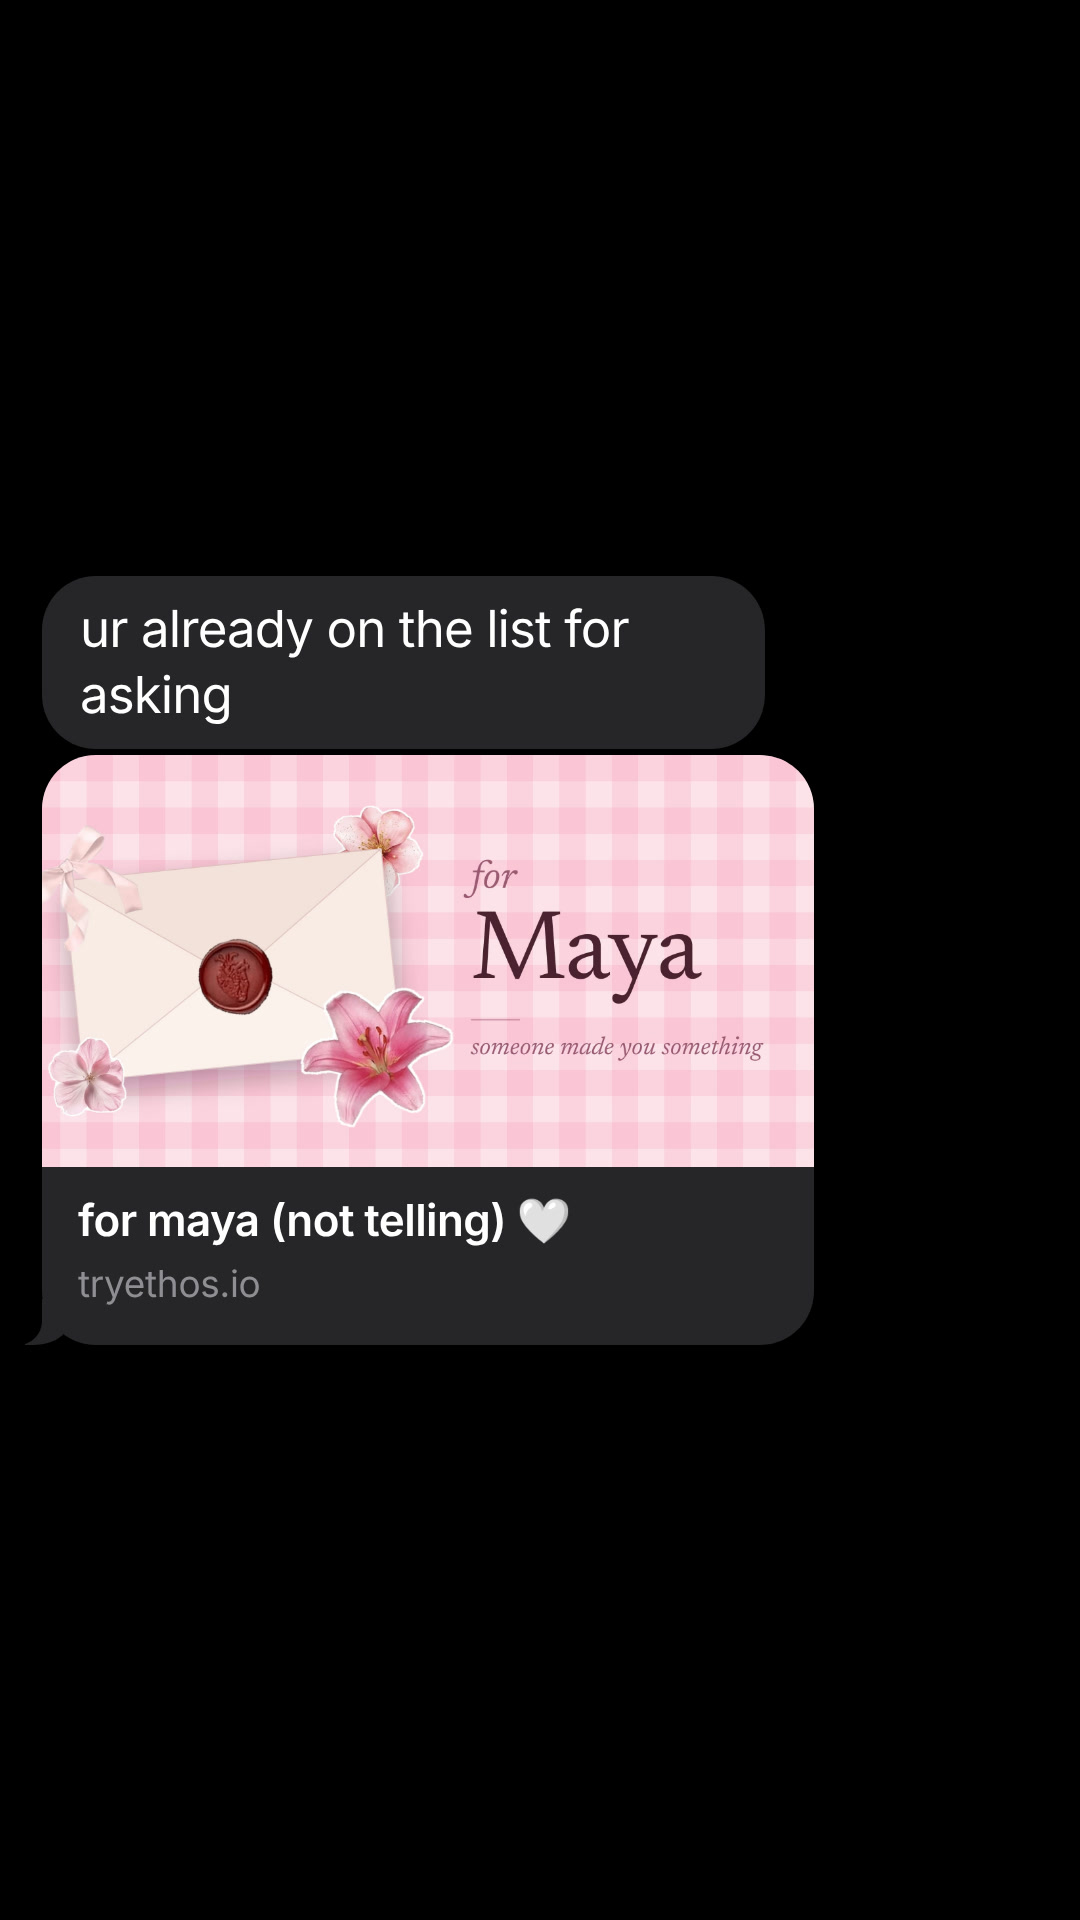 ur already on the list for
asking
for
Maya
someone made you something
for maya (not telling) 🤍
tryethos.io